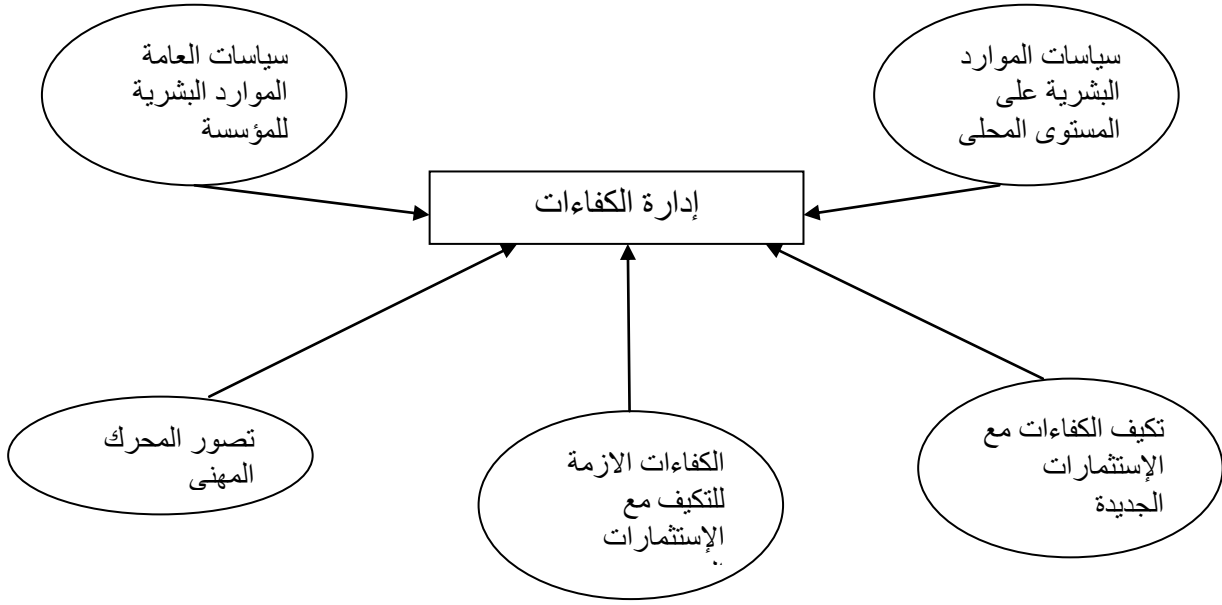 سياسات الموارد
البشرية على
المستوى المحلى
سياسات العامة
الموارد البشرية
للمؤسسة
إدارة الكفاءات
تكيف الكفاءات مع
الإستثمارات
الجديدة
الكفاءات الازمة
للتكيف مع
الإستثمارات
تصور المحرك
المهنى